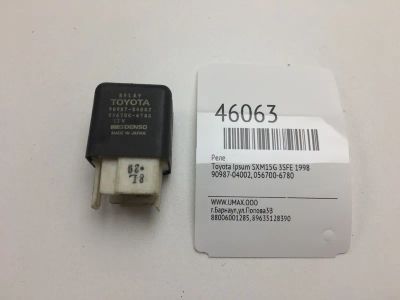 RELAY
TOYOTA
90987-04002
056700-6780
12V
DENSO
MADE IN JAPAN
46063
Реле
Toyota Ipsum SXM15G 3SFE 1998
90987-04002, 056700-6780
WWW.UMAX.OOO
г.Барнаул,ул.Попова5В
88006001285, 89635128390